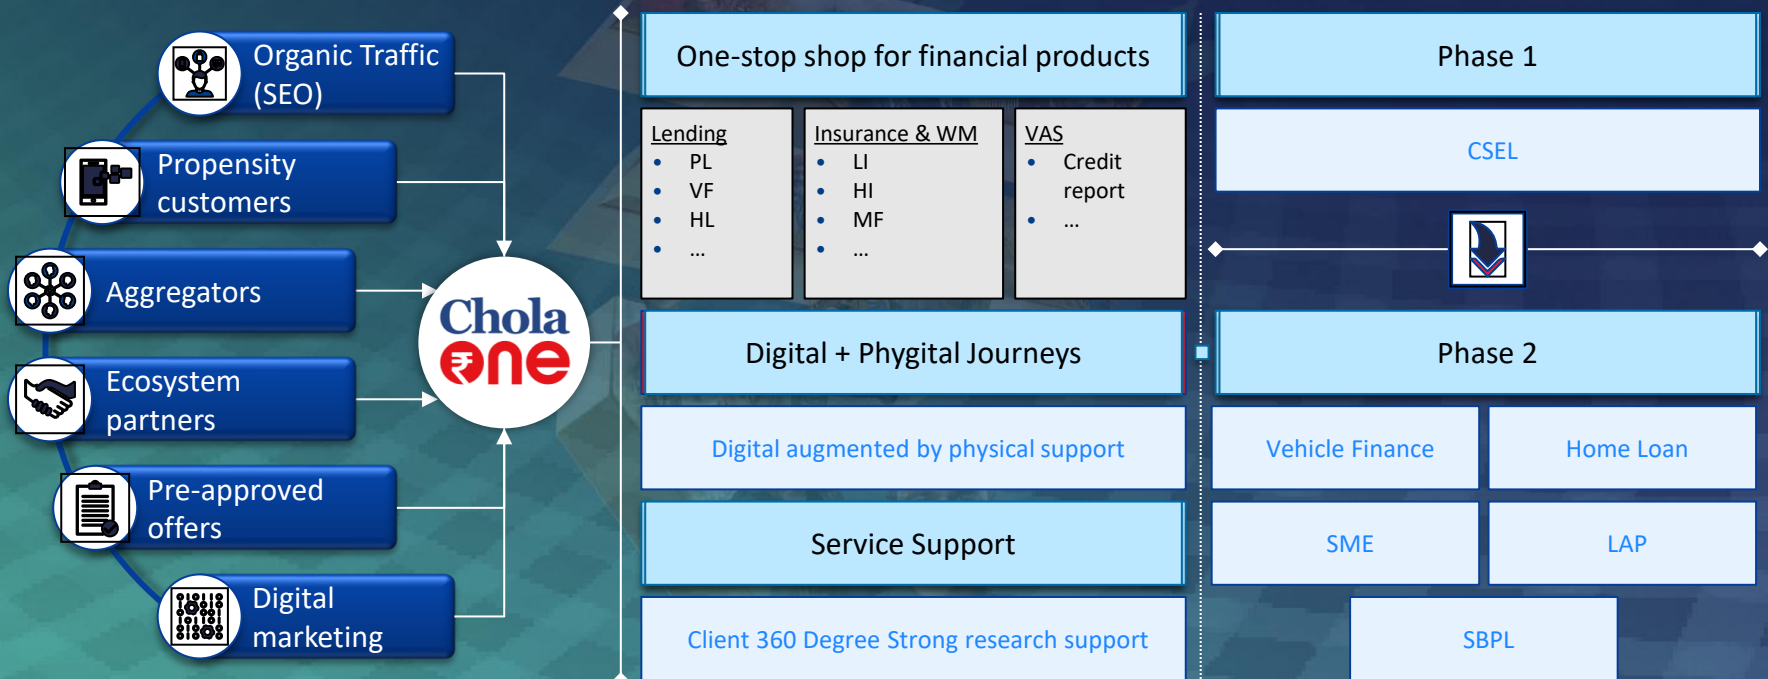 Organic Traffic
(SEO)
Propensity
customers
Aggregators
Ecosystem
partners
Pre-approved
offers
Digital
marketing
Chola
₹ne
One-stop shop for financial products
Lending
• PL
• VF
• HL
• ...
Insurance & WM
• LI
• HI
• MF
• ...
VAS
• Credit
report
• ...
Digital + Phygital Journeys
Digital augmented by physical support
Service Support
Client 360 Degree Strong research support
Phase 1
CSEL
Phase 2
Vehicle Finance
Home Loan
SME
LAP
SBPL